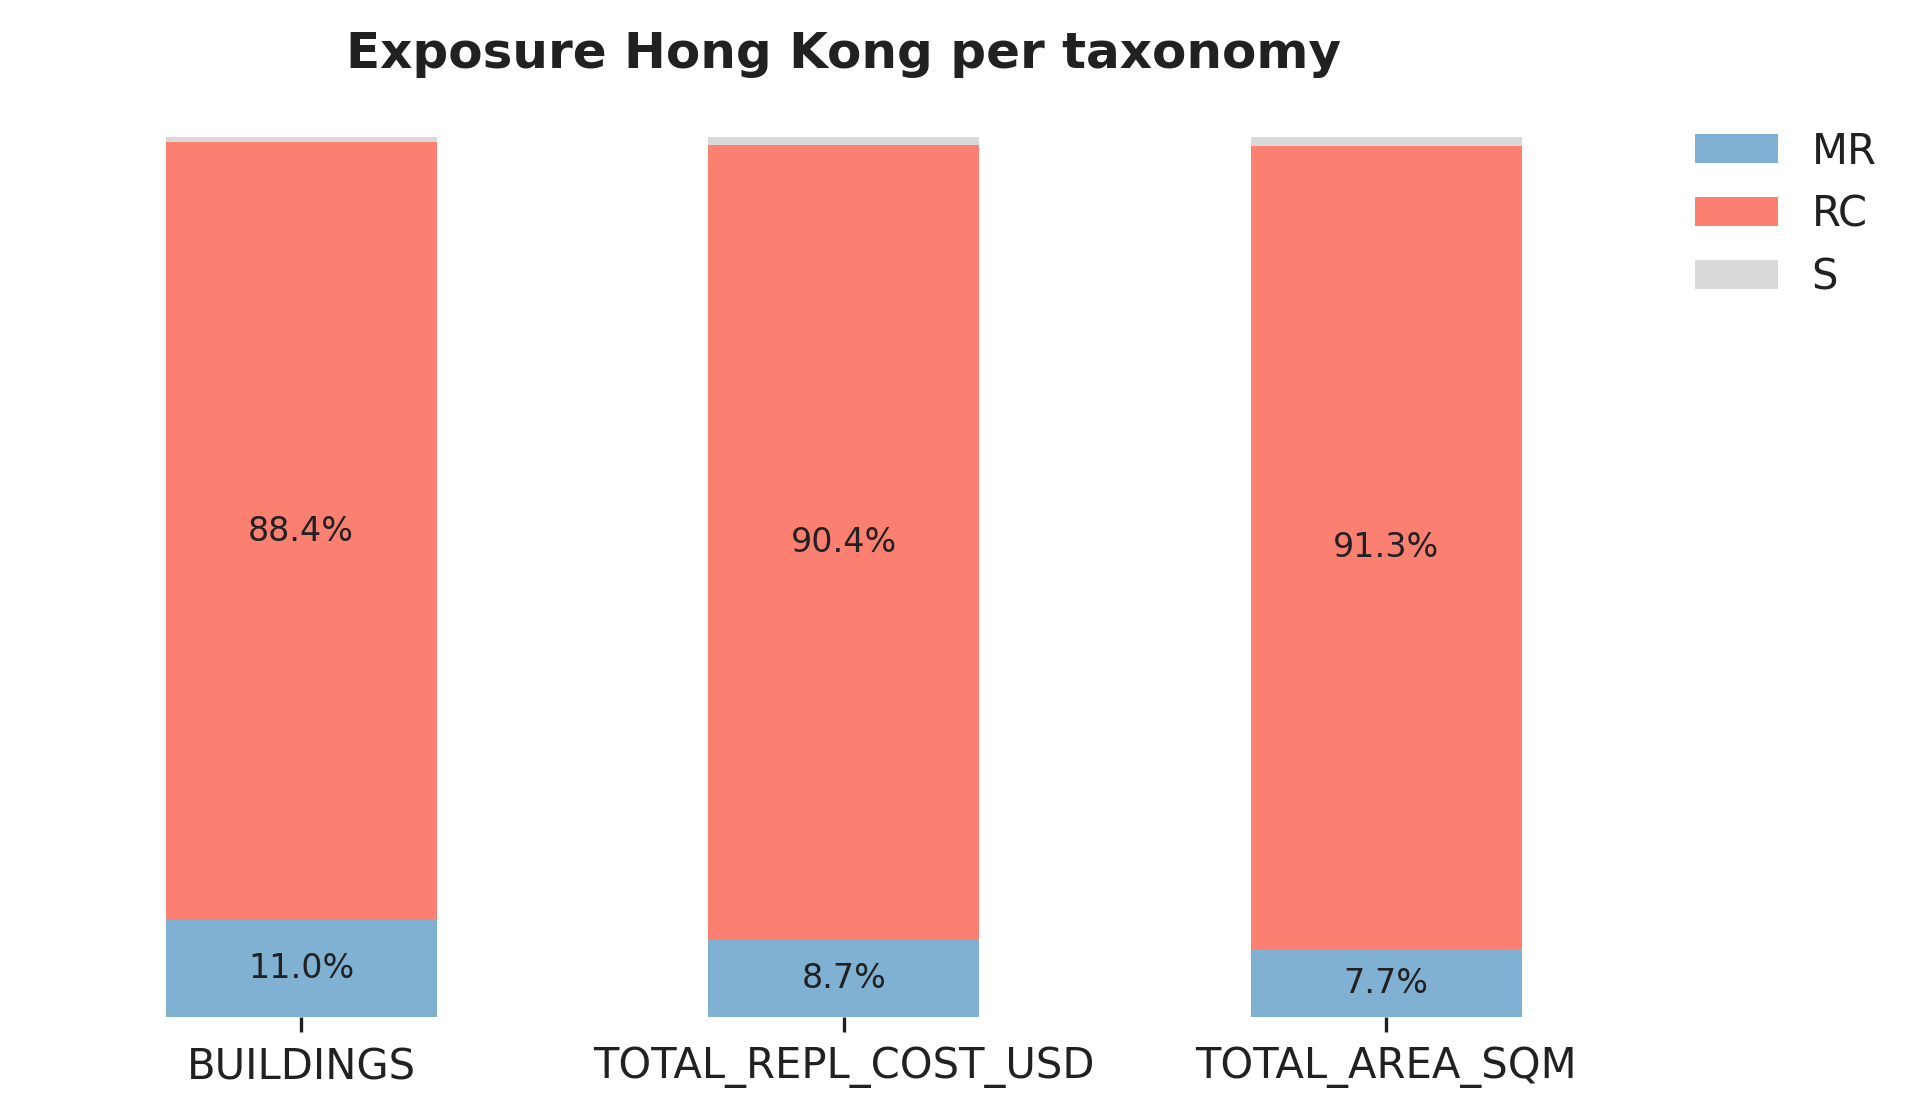 Exposure Hong Kong per taxonomy
MR
RC
S
88.4%
90.4%
91.3%
11.0%
8.7%
7.7%
BUILDINGS
TOTAL_REPL_COST_USD
TOTAL_AREA_SQM